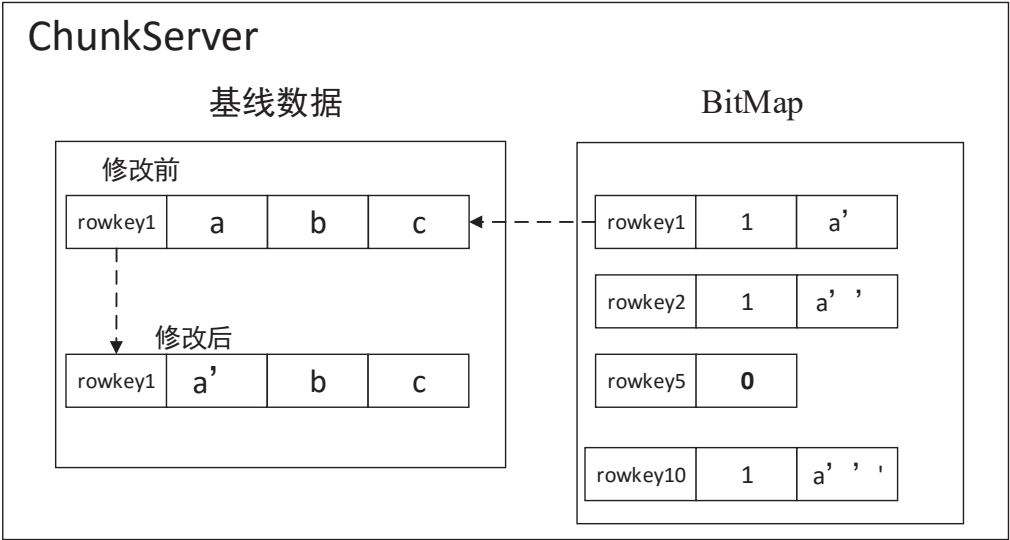 ChunkServer
基线数据
修改前
rowkey1 a b c
修改后
rowkey1 a’ b c
BitMap
rowkey1 1 a’
rowkey2 1 a’ ’
rowkey5 0
rowkey10 1 a’ ’ '